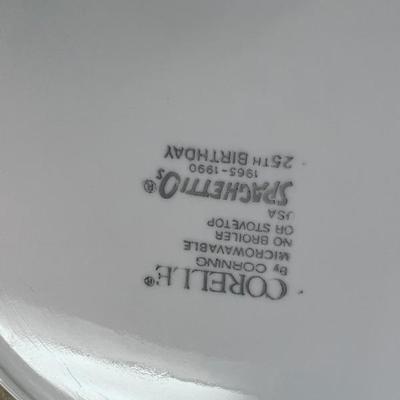 CORELLE®
By CORNING
MICROWAVABLE
NO BROILER
OR STOVETOP
USA
SPAGHETTIOs®
1965-1990
25TH BIRTHDAY